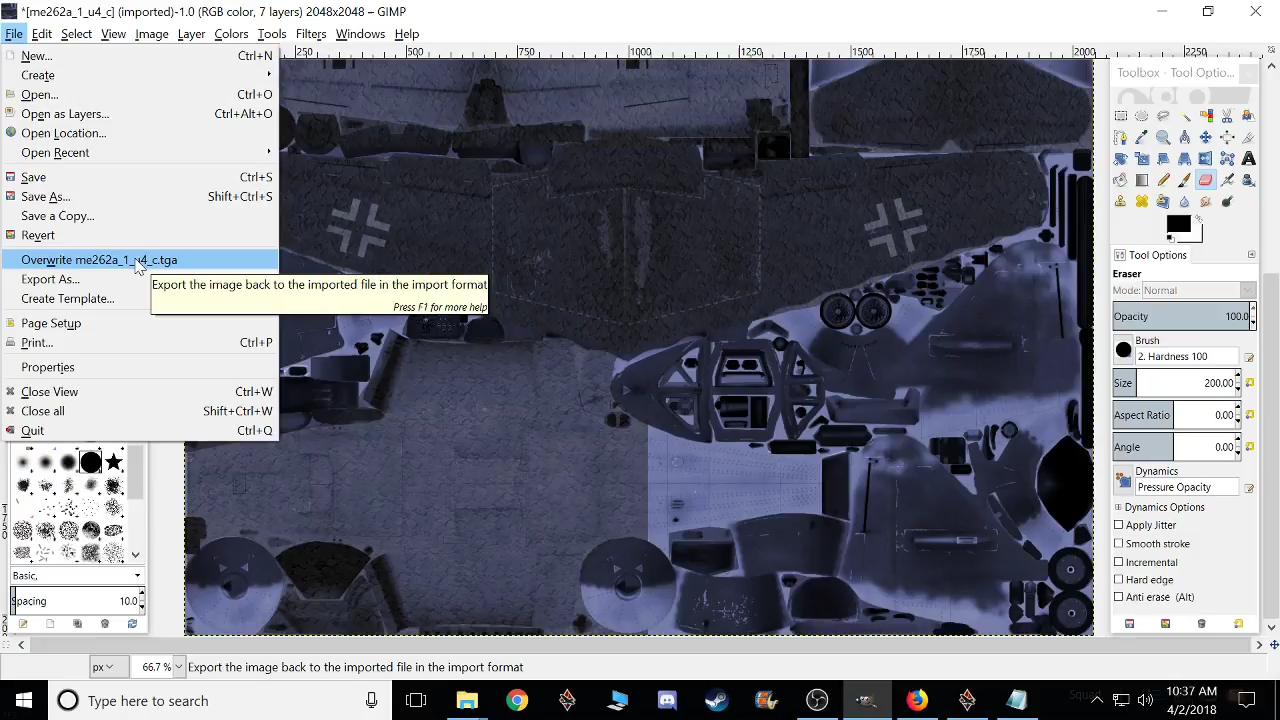 *[me262a_1_u4_c] (imported)-1.0 (RGB color, 7 layers) 2048x2048 – GIMP
File Edit Select View Image Layer Colors Tools Filters Windows Help
New... Ctrl+N
Create
Open... Ctrl+O
Open as Layers... Ctrl+Alt+O
Open Location...
Open Recent
Save Ctrl+S
Save As... Shift+Ctrl+S
Save a Copy...
Revert
Overwrite me262a_1_u4_c.tga
Export As...
Create Template...
Page Setup
Print... Ctrl+P
Properties
Close View Ctrl+W
Close all Shift+Ctrl+W
Quit Ctrl+Q
Export the image back to the imported file in the import format
Press F1 for more help
250 500 750 1000 1250 1500 1750 2000 2250
Toolbox - Tool Optio...
Tool Options
Eraser
Mode: Normal
Opacity 100.0
Brush
2. Hardness 100
Size 200.00
Aspect Ratio 0.00
Angle 0.00
Dynamics
Pressure Opacity
Dynamics Options
Apply Jitter
Smooth stroke
Incremental
Hard edge
Anti erase (Alt)
Basic,
Spacing 10.0
1750
px 66.7 % Export the image back to the imported file in the import format
Type here to search
Squad
10:37 AM
4/2/2018